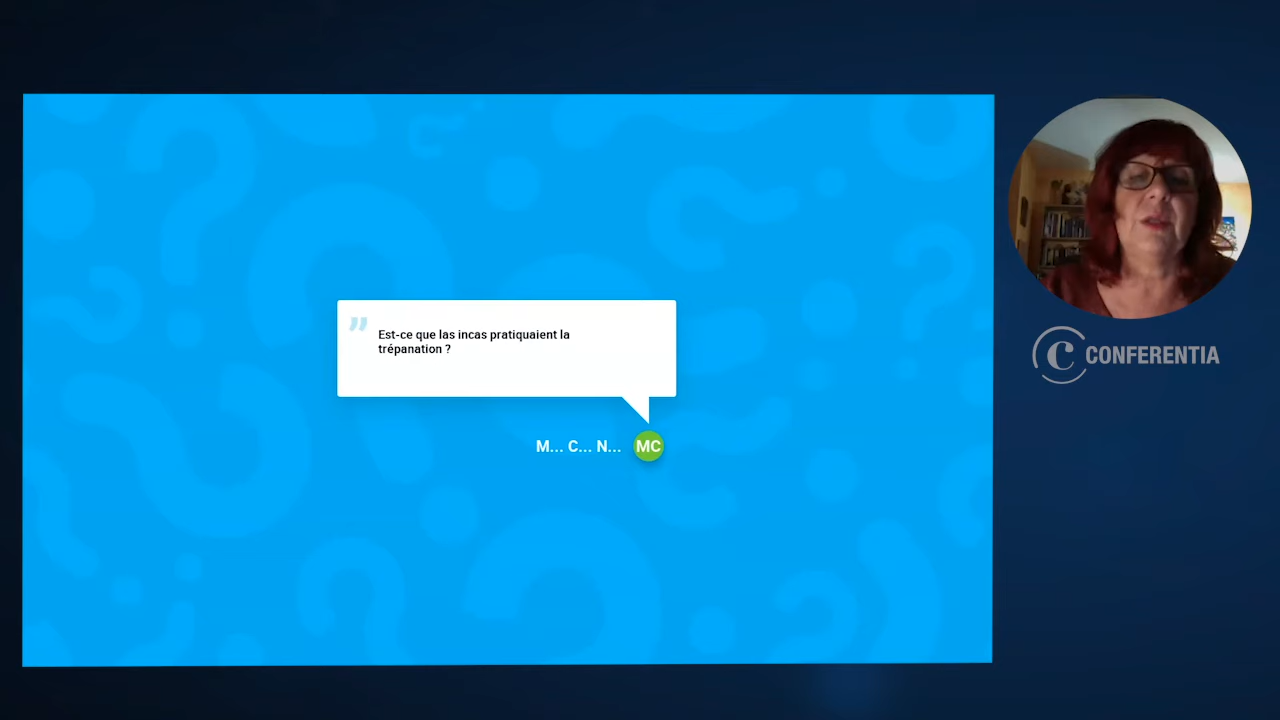 Est-ce que las incas pratiquaient la
trépanation ?
M... C... N...
MC
C CONFERENTIA